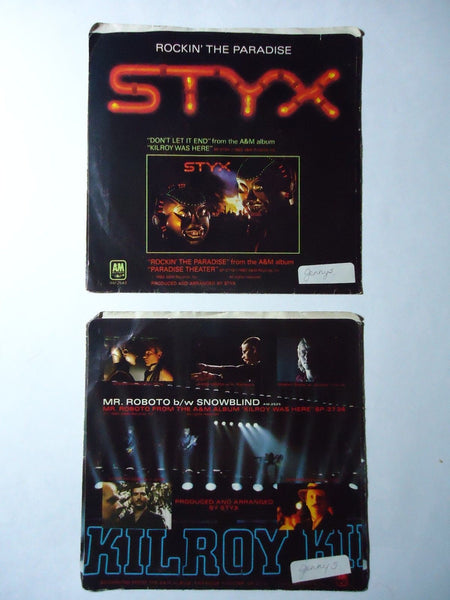 ROCKIN' THE PARADISE
STYX
"DON'T LET IT END" from the A&M album
"KILROY WAS HERE"
STYX
"ROCKIN' THE PARADISE" from the A&M album
"PARADISE THEATER"
PRODUCED AND ARRANGED BY STYX
A&M
Jenny S
MR. ROBOTO b/w SNOWBLIND
MR. ROBOTO FROM THE A&M ALBUM "KILROY WAS HERE" SP-3734
PRODUCED AND ARRANGED
BY STYX
KILROY
Jenny S.